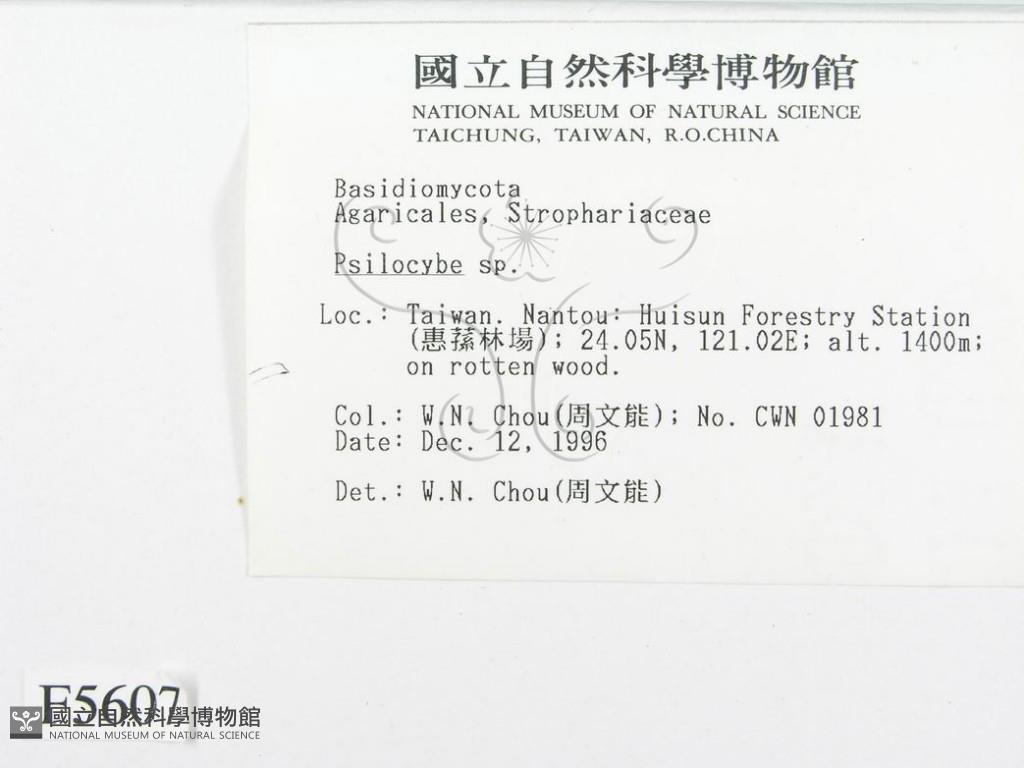 國立自然科學博物館
NATIONAL MUSEUM OF NATURAL SCIENCE
TAICHUNG, TAIWAN, R.O.CHINA
Basidiomycota
Agaricales, Strophariaceae
Psilocybe sp.
Loc.: Taiwan. Nantou: Huisun Forestry Station
(惠蓀林場); 24.05N, 121.02E; alt. 1400m;
on rotten wood.
Col.: W.N. Chou(周文能); No. CWN 01981
Date: Dec. 12, 1996
Det.: W.N. Chou(周文能)
F5607
國立自然科學博物館
NATIONAL MUSEUM OF NATURAL SCIENCE